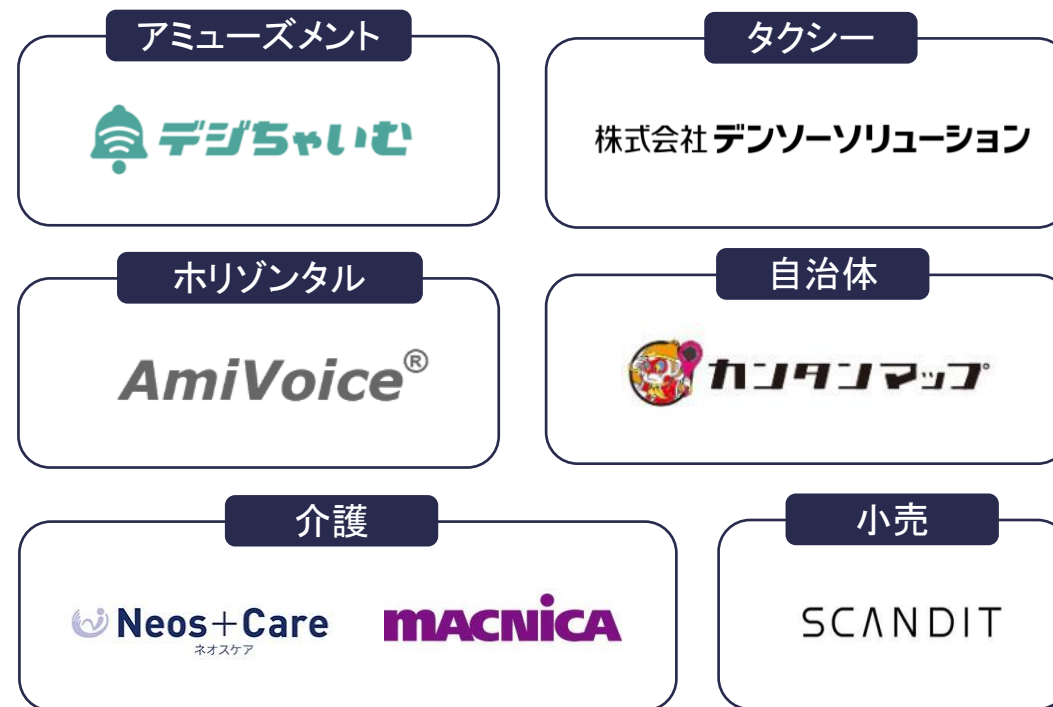 アミューズメント
デジちゃいむ
タクシー
株式会社デンソーソリューション
ホリゾンタル
AmiVoice®
自治体
カンタンマップ
介護
Neos+Care
ネオスケア
macnica
小売
SCANDIT